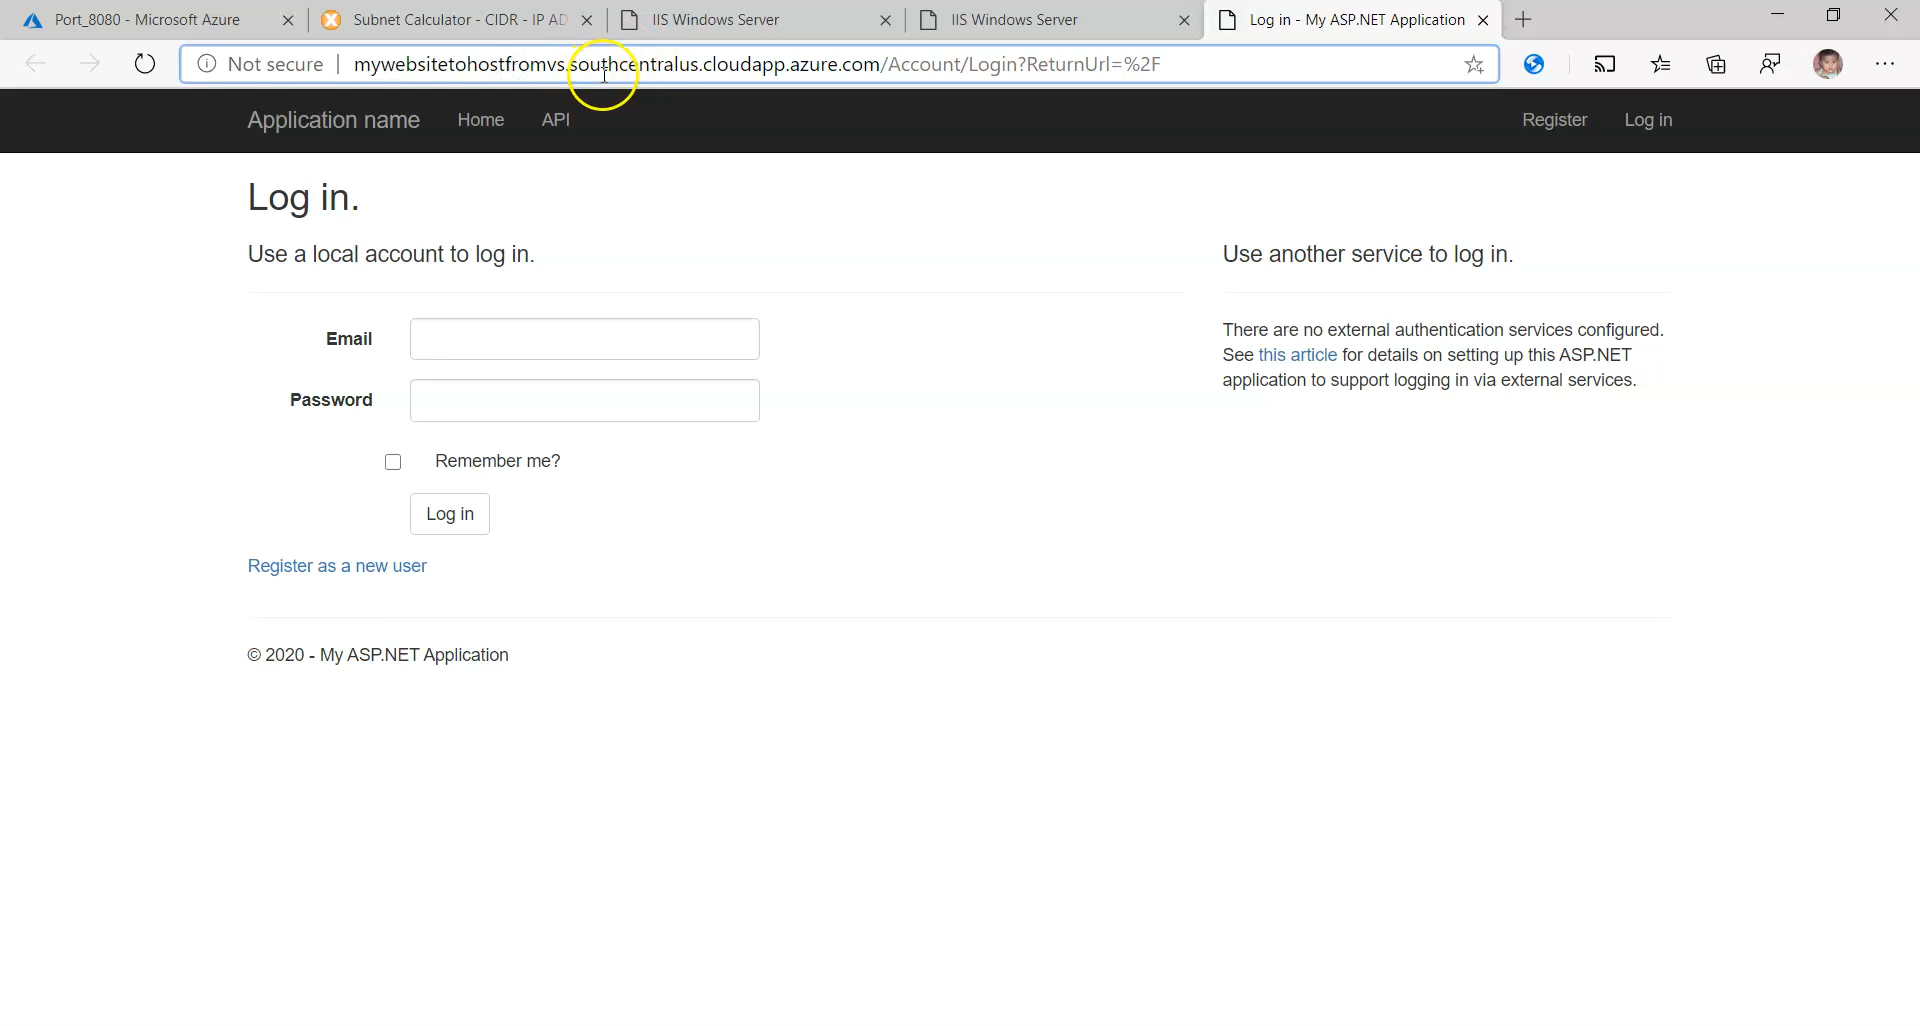 Port_8080 - Microsoft Azure
Subnet Calculator - CIDR - IP AD
IIS Windows Server
IIS Windows Server
Log in - My ASP.NET Application
Not secure | mywebsitetohostfromvs.southcentralus.cloudapp.azure.com/Account/Login?ReturnUrl=%2F
Application name Home API Register Log in
Log in.
Use a local account to log in.
Email
Password
Remember me?
Log in
Register as a new user
Use another service to log in.
There are no external authentication services configured.
See this article for details on setting up this ASP.NET
application to support logging in via external services.
© 2020 - My ASP.NET Application